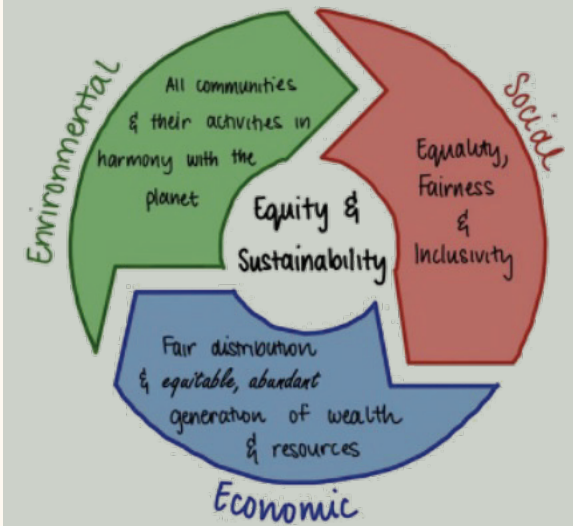 Environmental
All communities
& their activities in
harmony with the
planet
Social
Equality,
Fairness
&
Inclusivity
Equity &
Sustainability
Fair distribution
& equitable, abundant
generation of wealth
& resources
Economic